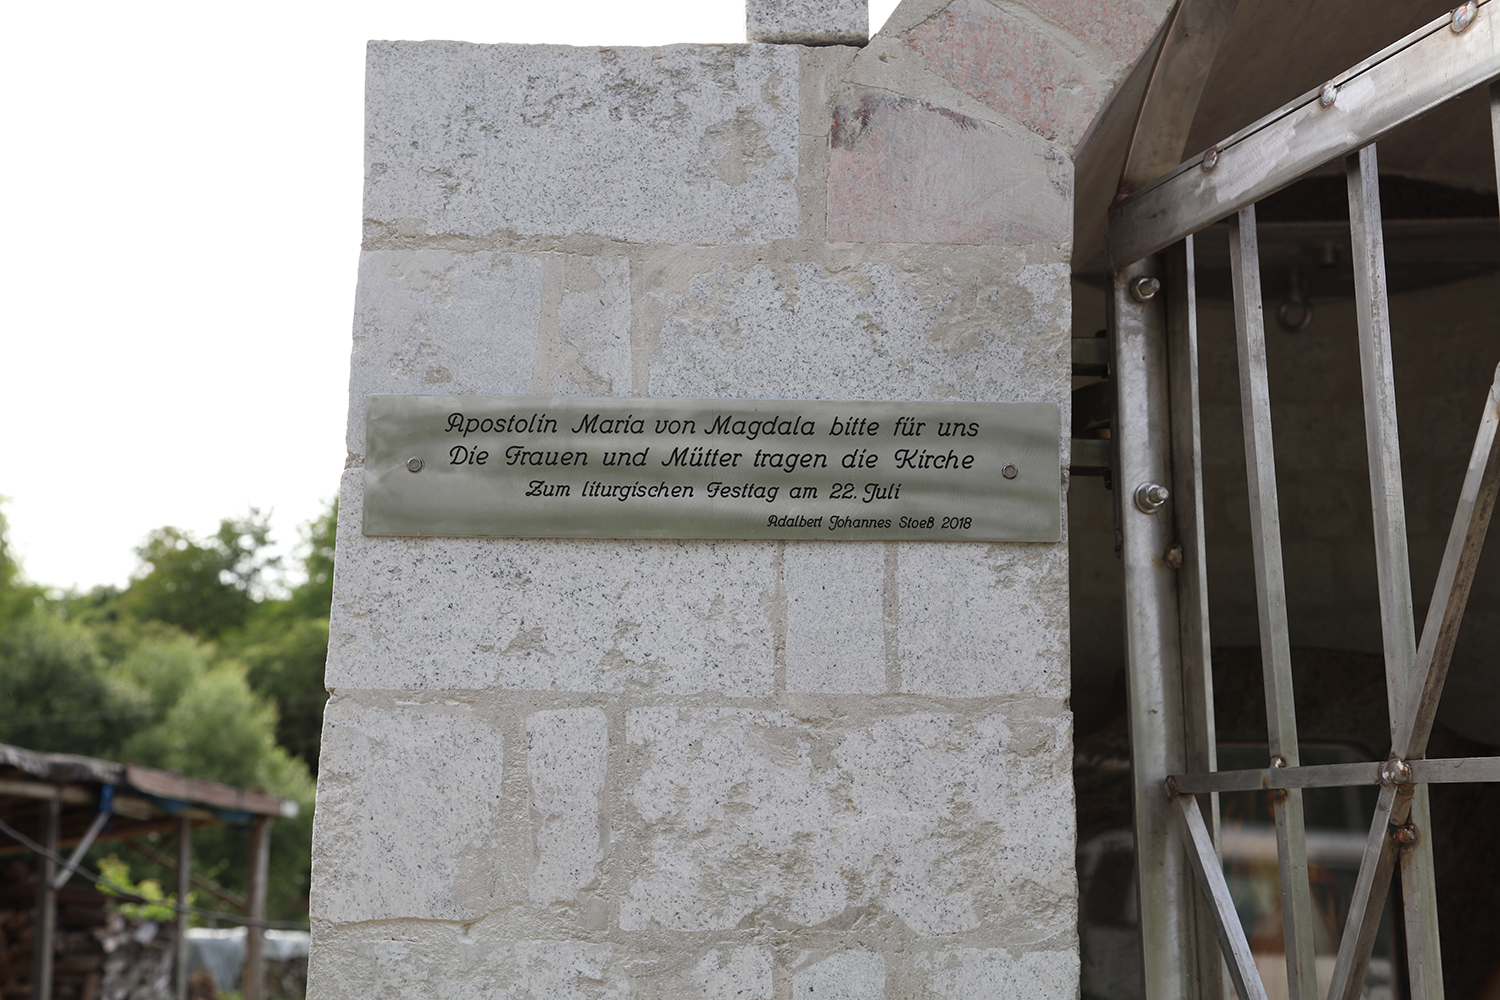 Apostolin Maria von Magdala bitte für uns
Die Frauen und Mütter tragen die Kirche
Zum liturgischen Festtag am 22. Juli
Adalbert Johannes Stoeß 2018